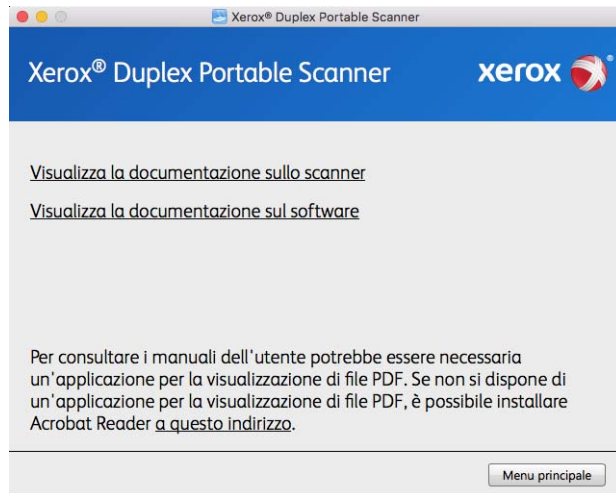 Xerox® Duplex Portable Scanner
Xerox® Duplex Portable Scanner
xerox®
Visualizza la documentazione sullo scanner
Visualizza la documentazione sul software
Per consultare i manuali dell'utente potrebbe essere necessaria
un'applicazione per la visualizzazione di file PDF. Se non si dispone di
un'applicazione per la visualizzazione di file PDF, è possibile installare
Acrobat Reader a questo indirizzo.
Menu principale